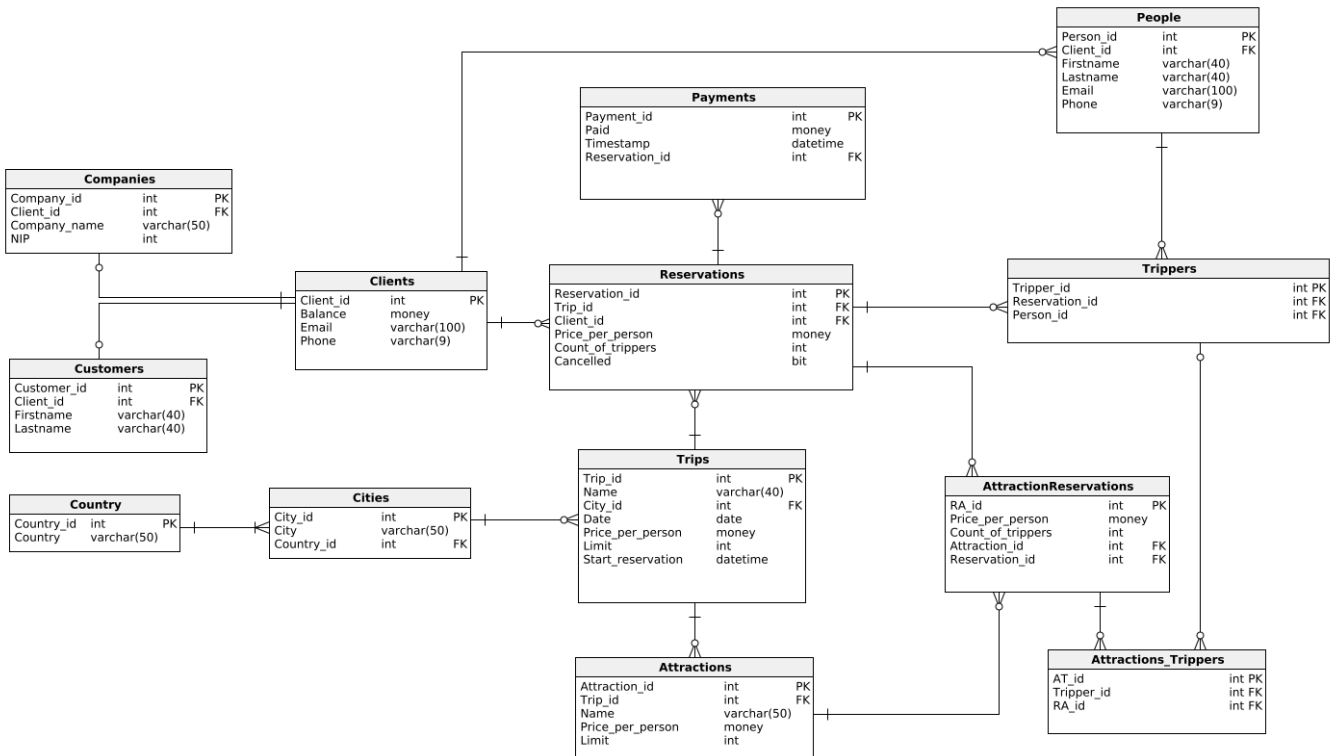 People
Person_id int PK
Client_id int FK
Firstname varchar(40)
Lastname varchar(40)
Email varchar(100)
Phone varchar(9)
Payments
Payment_id int PK
Paid money
Timestamp datetime
Reservation_id int FK
Companies
Company_id int PK
Client_id int FK
Company_name varchar(50)
NIP int
Clients
Client_id int PK
Balance money
Email varchar(100)
Phone varchar(9)
Reservations
Reservation_id int PK
Trip_id int FK
Client_id int FK
Price_per_person money
Count_of_trippers int
Cancelled bit
Trippers
Tripper_id int PK
Reservation_id int FK
Person_id int FK
Customers
Customer_id int PK
Client_id int FK
Firstname varchar(40)
Lastname varchar(40)
Country
Country_id int PK
Country varchar(50)
Cities
City_id int PK
City varchar(50)
Country_id int FK
Trips
Trip_id int PK
Name varchar(40)
City_id int FK
Date date
Price_per_person money
Limit int
Start_reservation datetime
AttractionReservations
RA_id int PK
Price_per_person money
Count_of_trippers int
Attraction_id int FK
Reservation_id int FK
Attractions
Attraction_id int PK
Trip_id int FK
Name varchar(50)
Price_per_person money
Limit int
Attractions_Trippers
AT_id int PK
Tripper_id int FK
RA_id int FK